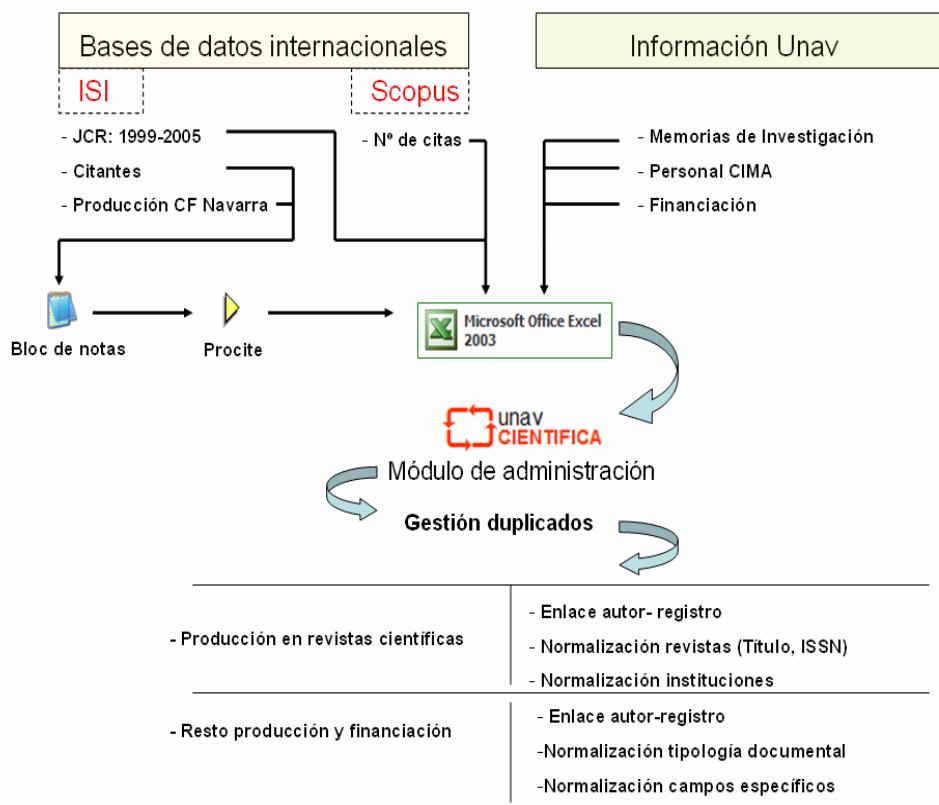 Bases de datos internacionales
Información Unav
ISI
Scopus
- JCR: 1999-2005
- Citantes
- Producción CF Navarra
- Nº de citas
- Memorias de Investigación
- Personal CIMA
- Financiación
Bloc de notas
Procite
Microsoft Office Excel
2003
unav
CIENTIFICA
Módulo de administración
Gestión duplicados
- Producción en revistas científicas
- Enlace autor- registro
- Normalización revistas (Título, ISSN)
- Normalización instituciones
- Resto producción y financiación
- Enlace autor-registro
-Normalización tipología documental
-Normalización campos específicos